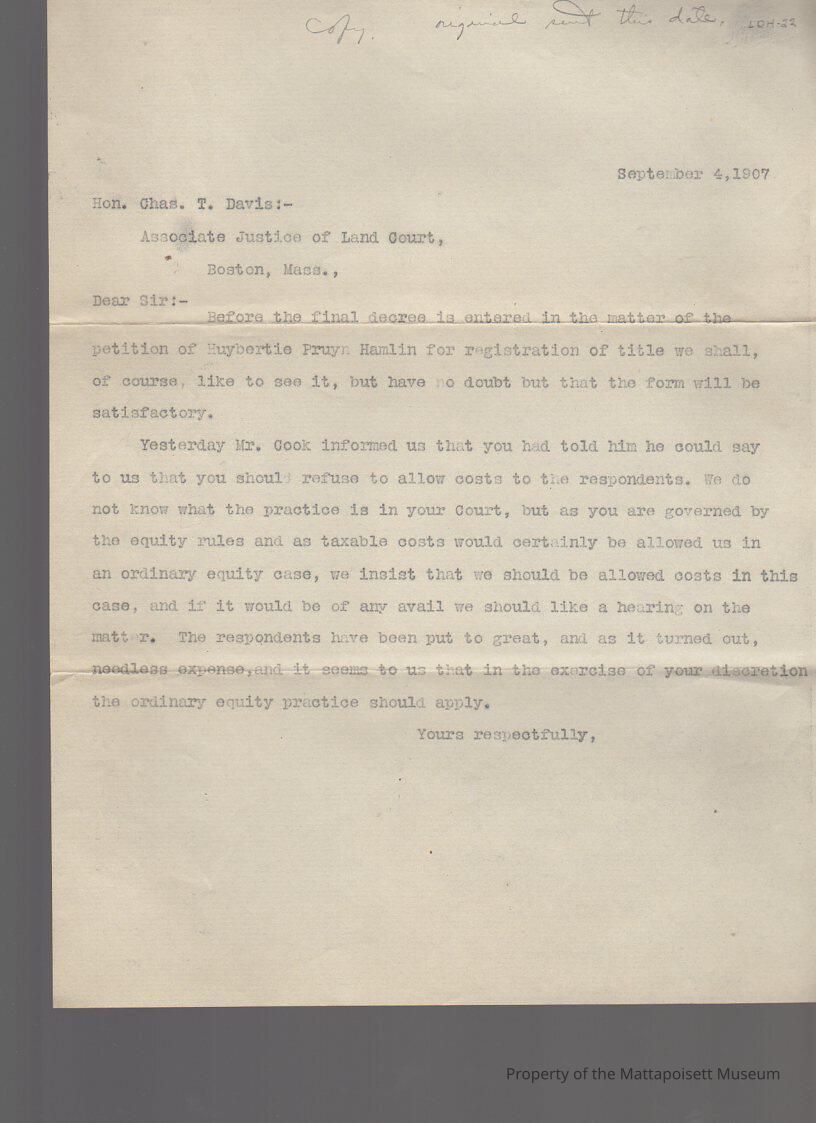 Copy. original sent this date. LDH-22
September 4,1907
Hon. Chas. T. Davis:-
Associate Justice of Land Court,
Boston, Mass.,
Dear Sir:-
Before the final decree is entered in the matter of the
petition of Huybertie Pruyn Hamlin for registration of title we shall,
of course, like to see it, but have no doubt but that the form will be
satisfactory.
Yesterday Mr. Cook informed us that you had told him he could say
to us that you should refuse to allow costs to the respondents. We do
not know what the practice is in your Court, but as you are governed by
the equity rules and as taxable costs would certainly be allowed us in
an ordinary equity case, we insist that we should be allowed costs in this
case, and if it would be of any avail we should like a hearing on the
matter. The respondents have been put to great, and as it turned out,
needless expense,and it seems to us that in the exercise of your discretion
the ordinary equity practice should apply.
Yours respectfully,
Property of the Mattapoisett Museum